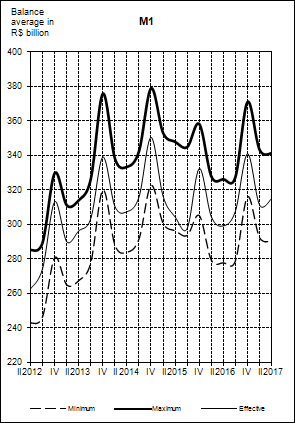 Balance
average in
R$ billion
M1
400
380
360
340
320
300
280
260
240
220
II2012 IV II2013 IV II2014 IV II2015 IV II2016 IV II2017
Minimum Maximum Effective